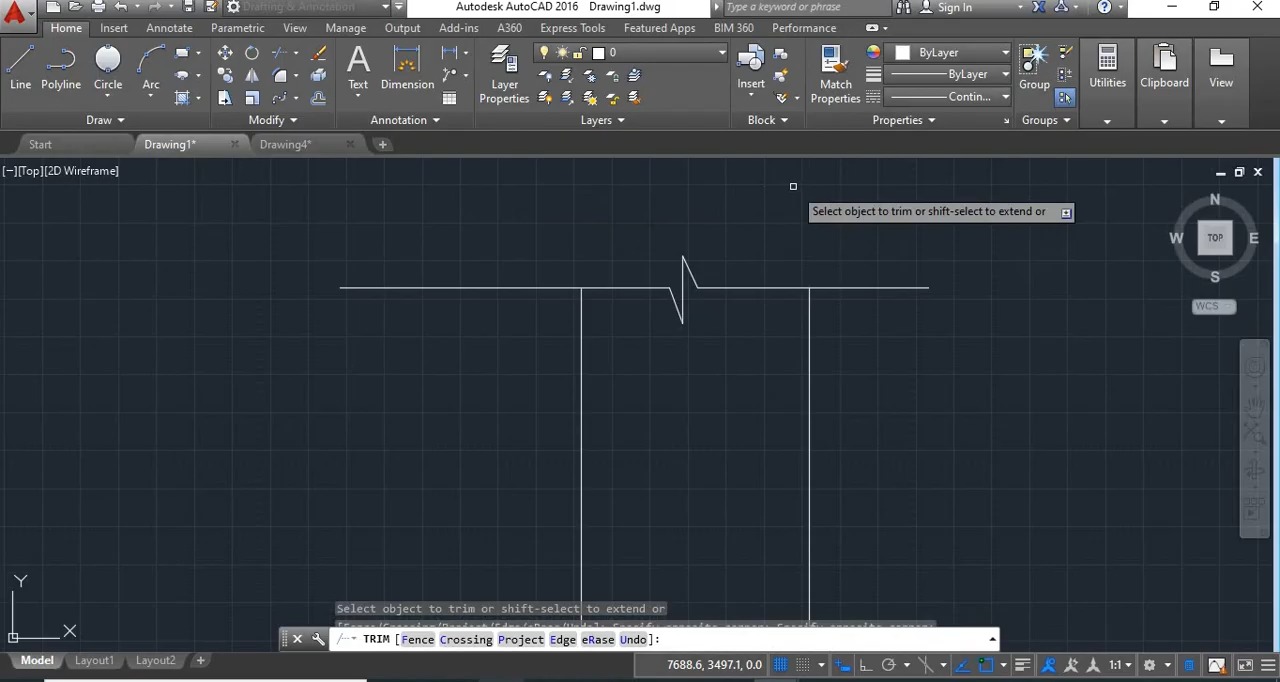 Drafting & Annotation
Autodesk AutoCAD 2016 Drawing1.dwg
Type a keyword or phrase
Sign In
Home Insert Annotate Parametric View Manage Output Add-ins A360 Express Tools Featured Apps BIM 360 Performance
0
ByLayer
ByLayer
Contin...
Line Polyline Circle Arc
Text Dimension
Layer
Properties
Insert
Match
Properties
Group
Utilities
Clipboard
View
Draw Modify Annotation Layers Block Properties Groups
Start Drawing1* Drawing4*
[−][Top][2D Wireframe]
Select object to trim or shift-select to extend or
N
W TOP E
S
WCS
Y
X
Select object to trim or shift-select to extend or
TRIM [Fence Crossing Project Edge eRase Undo]:
Model Layout1 Layout2
7688.6, 3497.1, 0.0
1:1